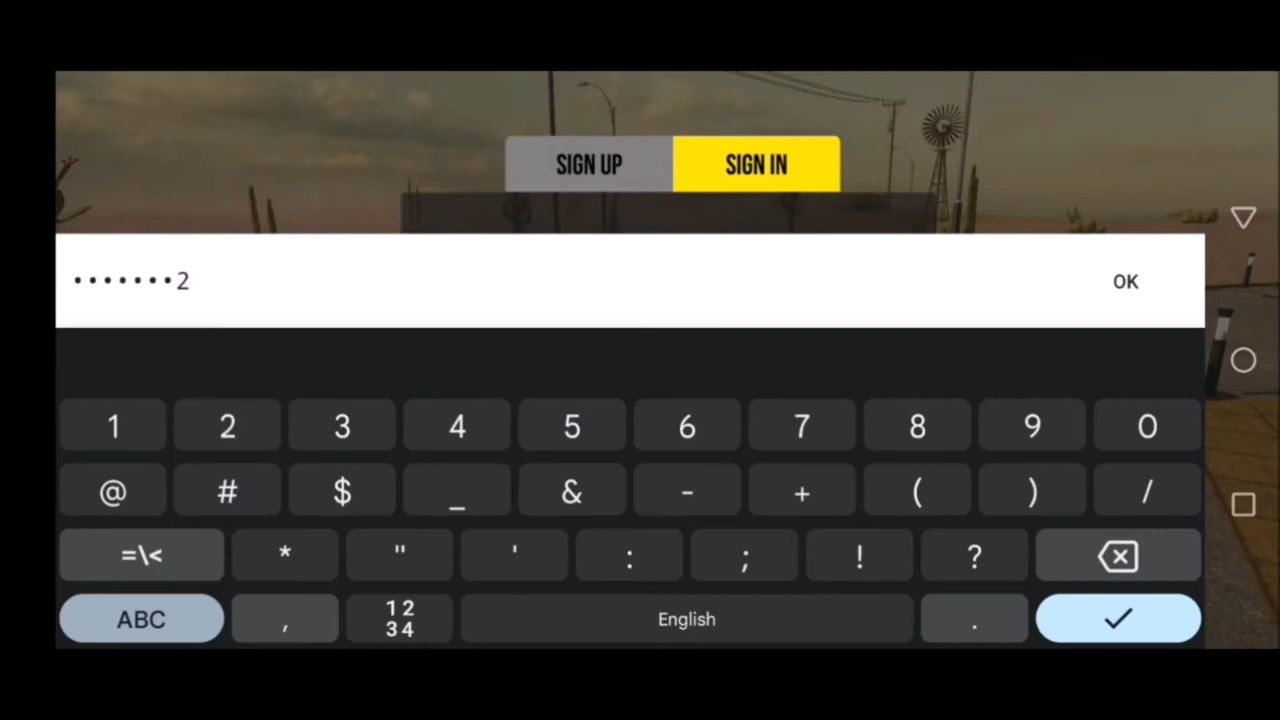 SIGN UP SIGN IN
•••••••2 OK
1 2 3 4 5 6 7 8 9 0
@ # $ _ & - + ( ) /
=\< * " ' : ; ! ?
ABC , 12 English .
34